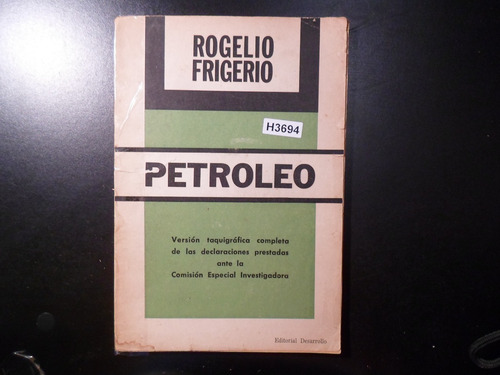 ROGELIO
FRIGERIO
H3694
PETROLEO
Versión taquigráfica completa
de las declaraciones prestadas
ante la
Comisión Especial Investigadora
Editorial Desarrollo